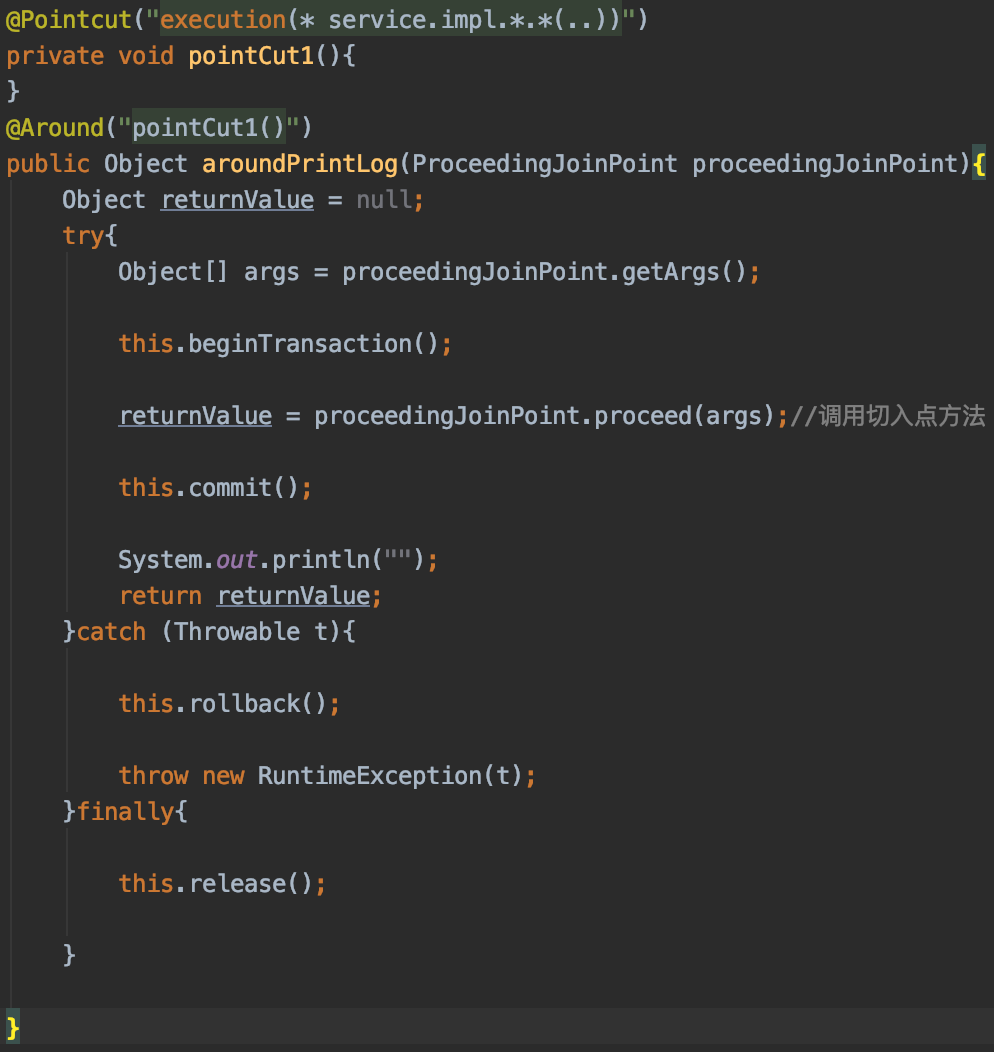 @Pointcut("execution(* service.impl.*.*(..))")
private void pointCut1(){
}
@Around("pointCut1()")
public Object aroundPrintLog(ProceedingJoinPoint proceedingJoinPoint){
    Object returnValue = null;
    try{
        Object[] args = proceedingJoinPoint.getArgs();
        this.beginTransaction();
        returnValue = proceedingJoinPoint.proceed(args);//调用切入点方法
        this.commit();
        System.out.println("");
        return returnValue;
    }catch (Throwable t){
        this.rollback();
        throw new RuntimeException(t);
    }finally{
        this.release();
    }
}